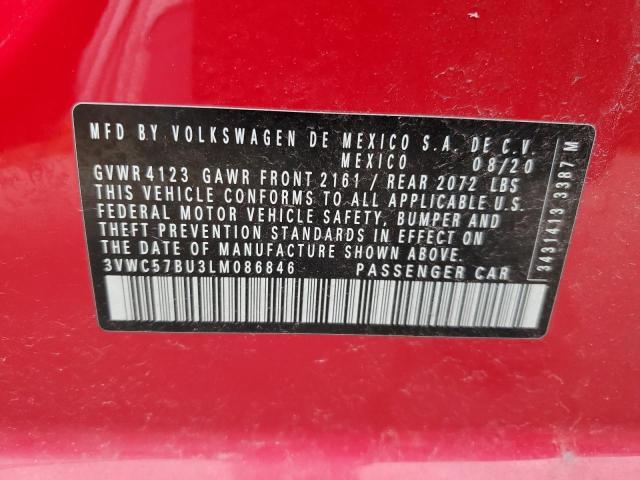 MFD BY VOLKSWAGEN DE MEXICO S.A. DE C.V.
MEXICO 08/20
GVWR 4123 GAWR FRONT 2161 / REAR 2072 LBS
THIS VEHICLE CONFORMS TO ALL APPLICABLE U.S.
FEDERAL MOTOR VEHICLE SAFETY, BUMPER AND
THEFT PREVENTION STANDARDS IN EFFECT
ON THE DATE OF MANUFACTURE SHOWN ABOVE.
3VWC57BU3LM086846 PASSENGER CAR
3431413 3387 M